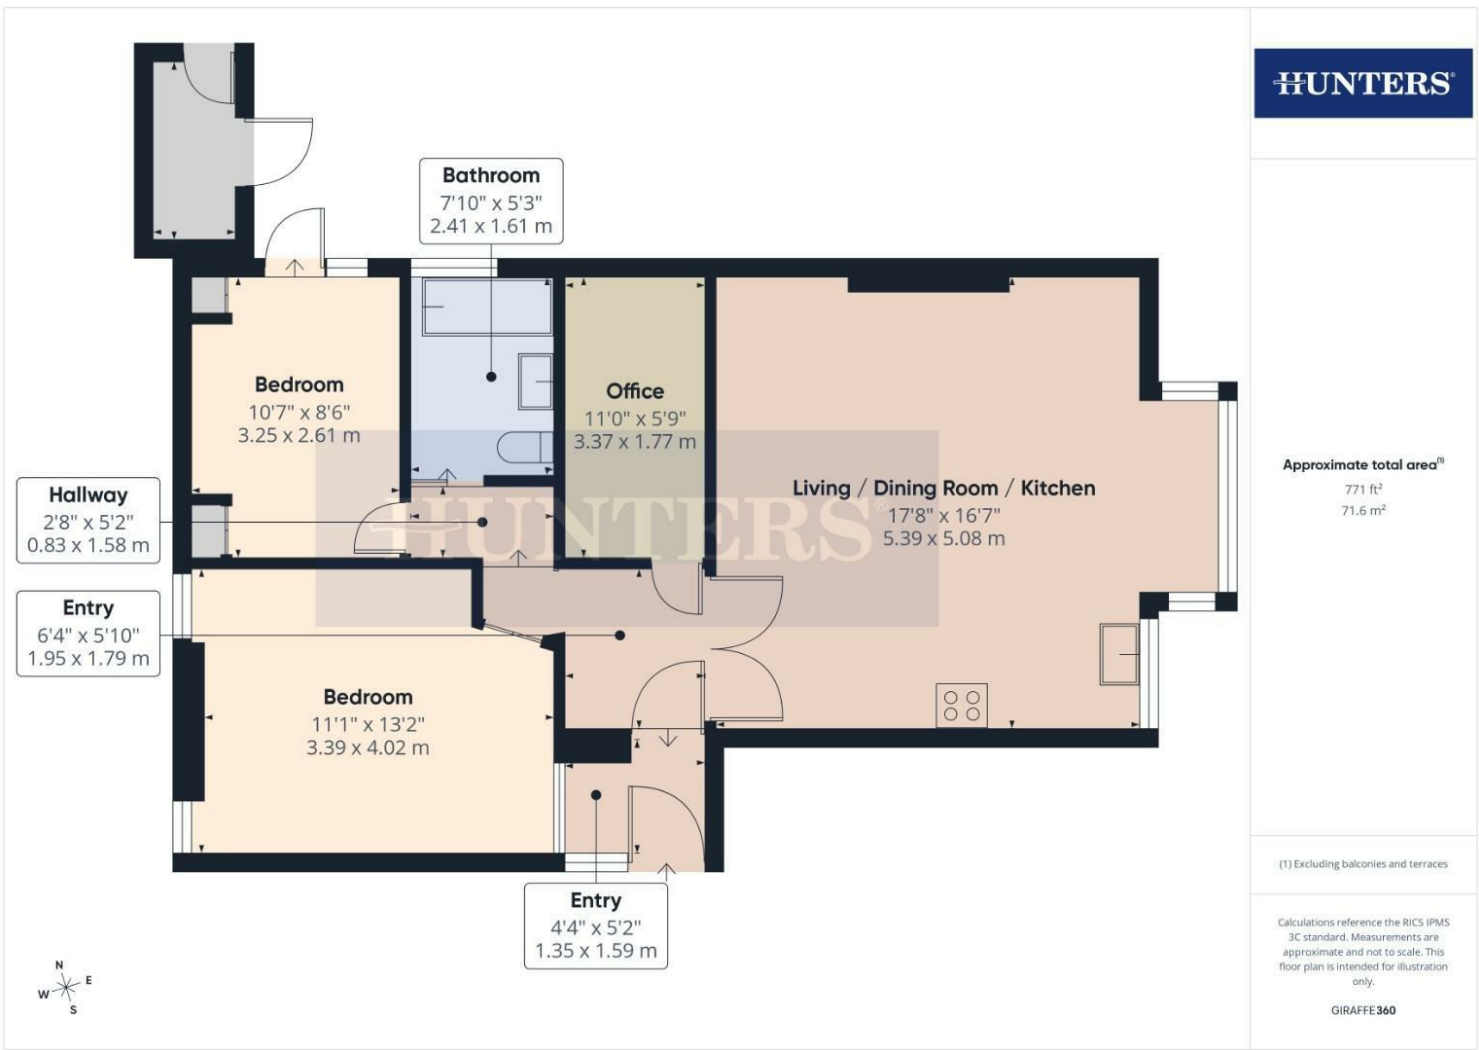 HUNTERS®
Bathroom
7'10" x 5'3"
2.41 x 1.61 m
Bedroom
10'7" x 8'6"
3.25 x 2.61 m
Office
11'0" x 5'9"
3.37 x 1.77 m
Living / Dining Room / Kitchen
17'8" x 16'7"
5.39 x 5.08 m
Hallway
2'8" x 5'2"
0.83 x 1.58 m
HUNTERS®
Entry
6'4" x 5'10"
1.95 x 1.79 m
Bedroom
11'1" x 13'2"
3.39 x 4.02 m
Entry
4'4" x 5'2"
1.35 x 1.59 m
N
E
W
S
Approximate total area⁽¹⁾
771 ft²
71.6 m²
(1) Excluding balconies and terraces
Calculations reference the RICS IPMS
3C standard. Measurements are
approximate and not to scale. This
floor plan is intended for illustration
only.
GIRAFFE360